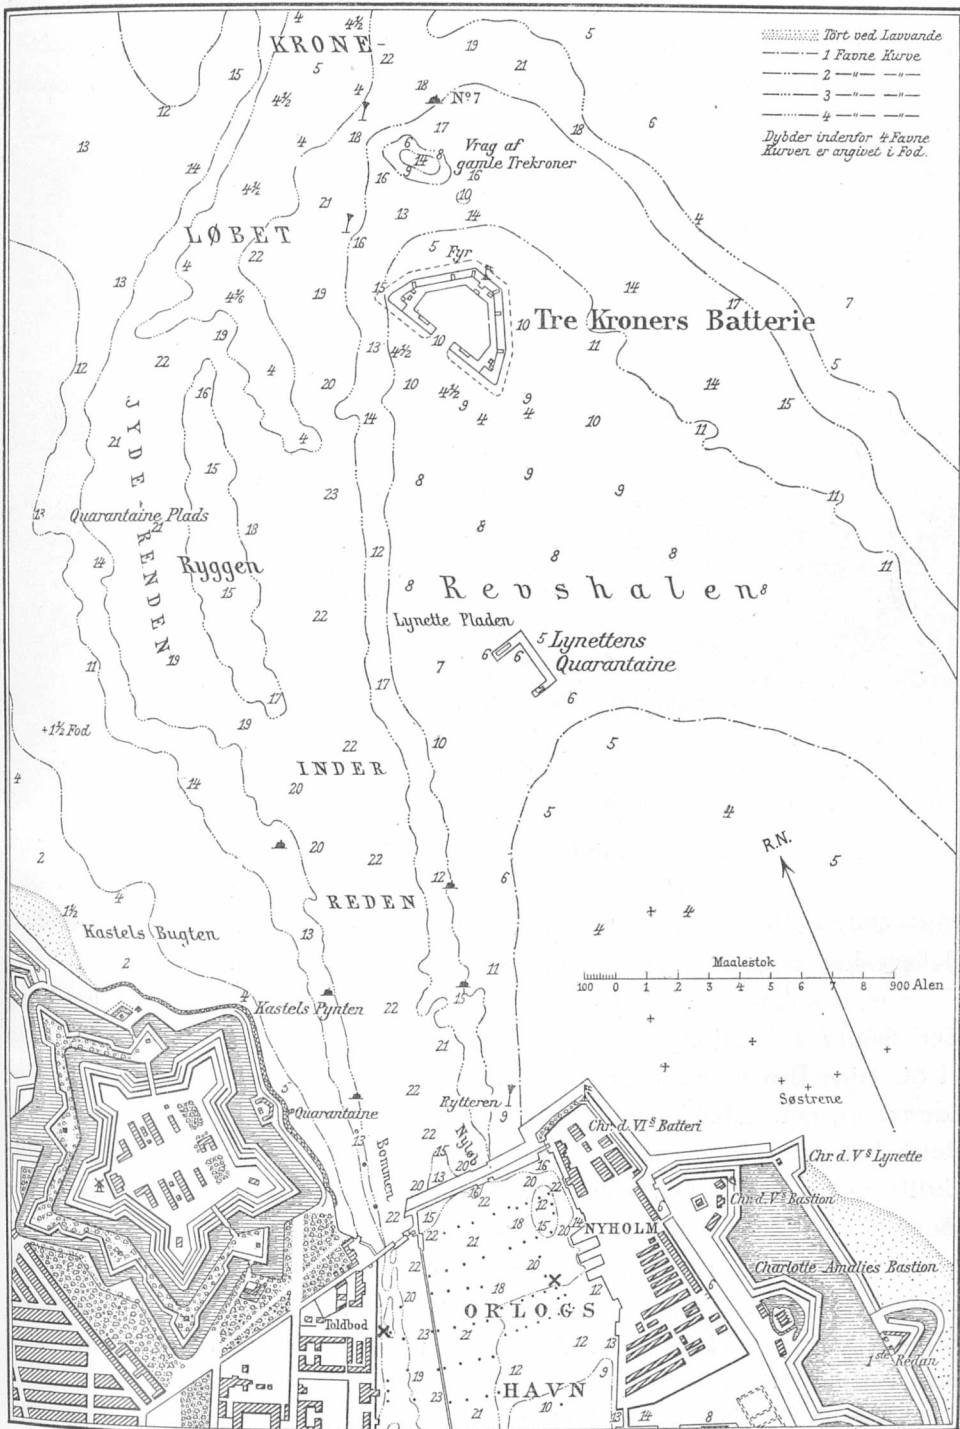 Tört ved Lavvande
1 Favne Kurve
2 —"— —"—
3 —"— —"—
4 —"— —"—
Dybder indenfor 4 Favne
Kurven er angivet i Fod.
KRONE-
LØBET
Nº 7
Vrag af
gamle Trekroner
Fyr
Tre Kroners Batterie
JYDE-RENDEN
Quarantaine Plads
Ryggen
Revshalen
Lynette Pladen
Lynettens
Quarantaine
+1½ Fod
INDER
REDEN
R.N.
Kastels Bugten
Maalestok
100 0 1 2 3 4 5 6 7 8 900 Alen
Kastels Pynten
Søstrene
Quarantaine
Rytteren
Chr. d. VIs Batteri
Bommen
Nyløb
Chr. d. Vs Lynette
Chr. d. Vs Bastion
NYHOLM
Charlotte Amalies Bastion
Toldbod
ORLOGS
HAVN
1ste Redan